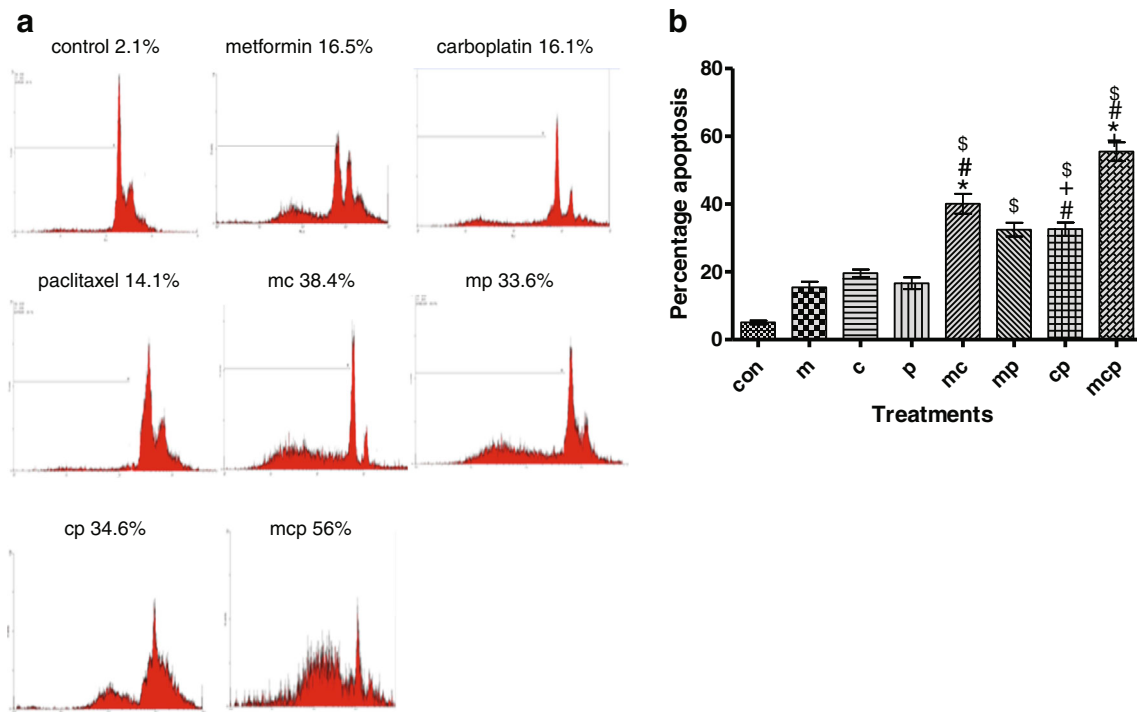 a
control 2.1%
metformin 16.5%
carboplatin 16.1%
paclitaxel 14.1%
mc 38.4%
mp 33.6%
cp 34.6%
mcp 56%
b
Percentage apoptosis
80
60
40
20
0
$
#
*
$
$
+
#
$
#
*
+
con
m
c
p
mc
mp
cp
mcp
Treatments